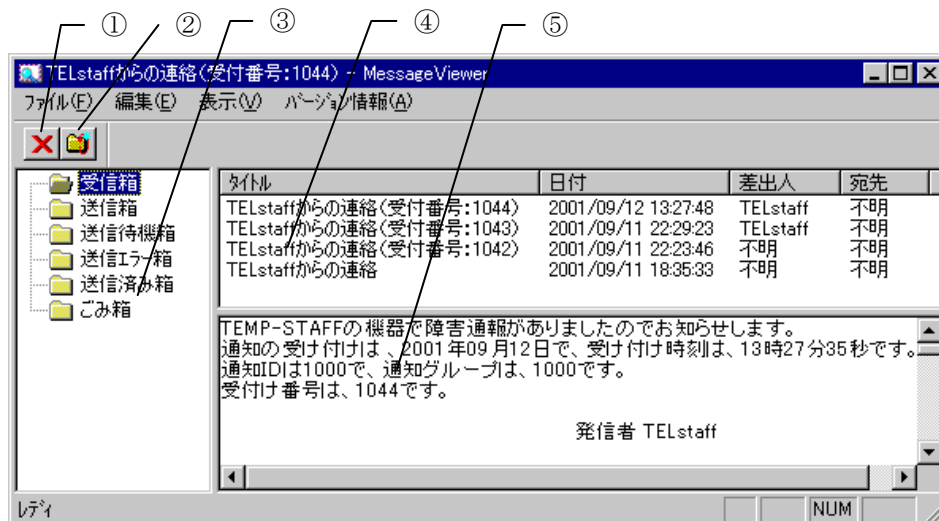 ① ② ③ ④ ⑤
TELstaffからの連絡(受付番号:1044) - MessageViewer
ファイル(F) 編集(E) 表示(V) バージョン情報(A)
受信箱
送信箱
送信待機箱
送信エラー箱
送信済み箱
ごみ箱
タイトル 日付 差出人 宛先
TELstaffからの連絡(受付番号:1044) 2001/09/12 13:27:48 TELstaff 不明
TELstaffからの連絡(受付番号:1043) 2001/09/11 22:29:23 TELstaff 不明
TELstaffからの連絡(受付番号:1042) 2001/09/11 22:23:46 不明 不明
TELstaffからの連絡 2001/09/11 18:35:33 不明 不明
TEMP-STAFFの機器で障害通報がありましたのでお知らせします。
通知の受け付けは、2001年09月12日で、受け付け時刻は、13時27分35秒です。
通知IDは1000で、通知グループは、1000です。
受付け番号は、1044です。
発信者 TELstaff
レディ NUM